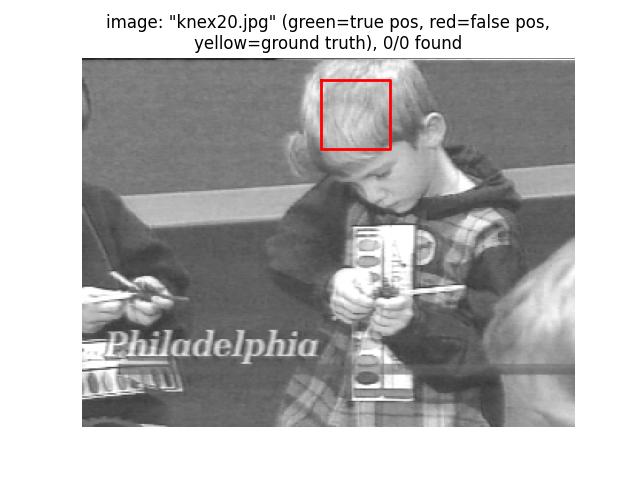 image: "knex20.jpg" (green=true pos, red=false pos,
yellow=ground truth), 0/0 found
Philadelphia